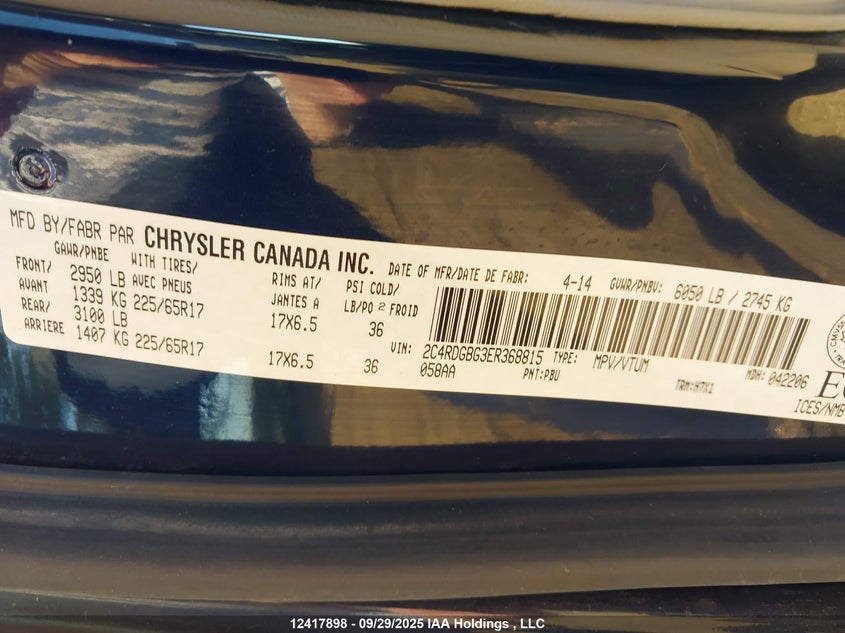 MFD BY/FABR PAR CHRYSLER CANADA INC. DATE OF MFR/DATE DE FABR: 4-14 GVWR/PNBV: 6050 LB / 2745 KG
GAWR/PNBE WITH TIRES/ RIMS AT/ PSI COLD/
FRONT/ 2950 LB AVEC PNEUS JANTES A LB/PO 2 FROID
AVANT 1339 KG 225/65R17 17X6.5 36
REAR/ 3100 LB
ARRIERE 1407 KG 225/65R17 17X6.5 36
VIN: 2C4RDGBG3ER368815 TYPE: MPV/VTUM MDH: 042206
058AA PNT:PBU TRM:H7X1
ICES/NMB
12417898 - 09/29/2025 IAA Holdings , LLC